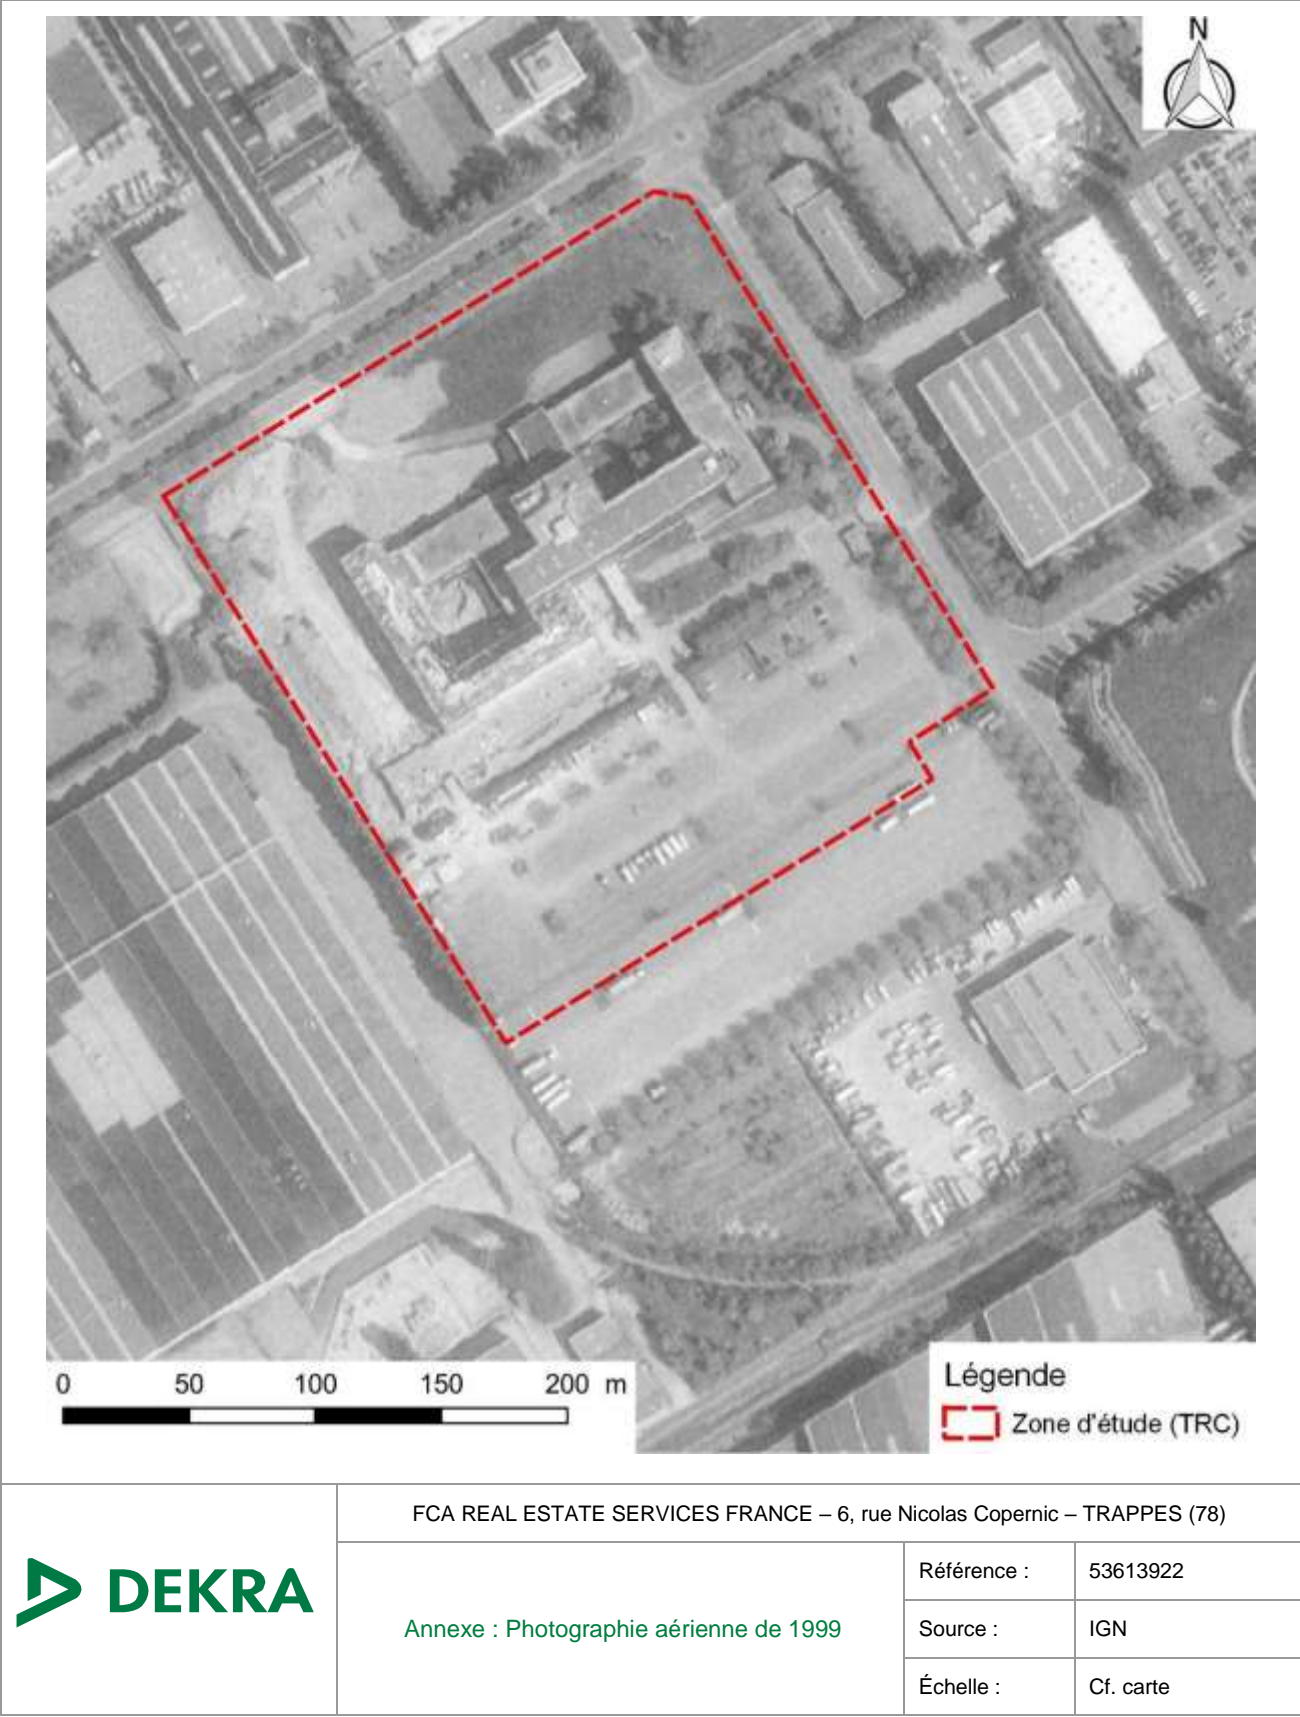 N
0 50 100 150 200 m
Légende
Zone d'étude (TRC)
DEKRA
FCA REAL ESTATE SERVICES FRANCE – 6, rue Nicolas Copernic – TRAPPES (78)
Annexe : Photographie aérienne de 1999
Référence : 53613922
Source : IGN
Échelle : Cf. carte